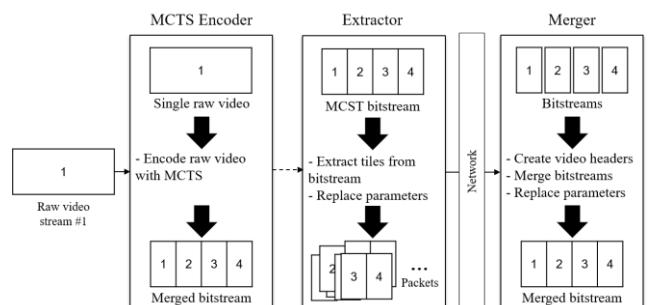 MCTS Encoder
1
Single raw video
- Encode raw video
with MCTS
1 2 3 4
Merged bitstream
1
Raw video
stream #1
Extractor
1 2 3 4
MCST bitstream
- Extract tiles from
bitstream
- Replace parameters
2 3 4 ...
Packets
Network
Merger
1 2 3 4
Bitstreams
- Create video headers
- Merge bitstreams
- Replace parameters
1 2 3 4
Merged bitstream